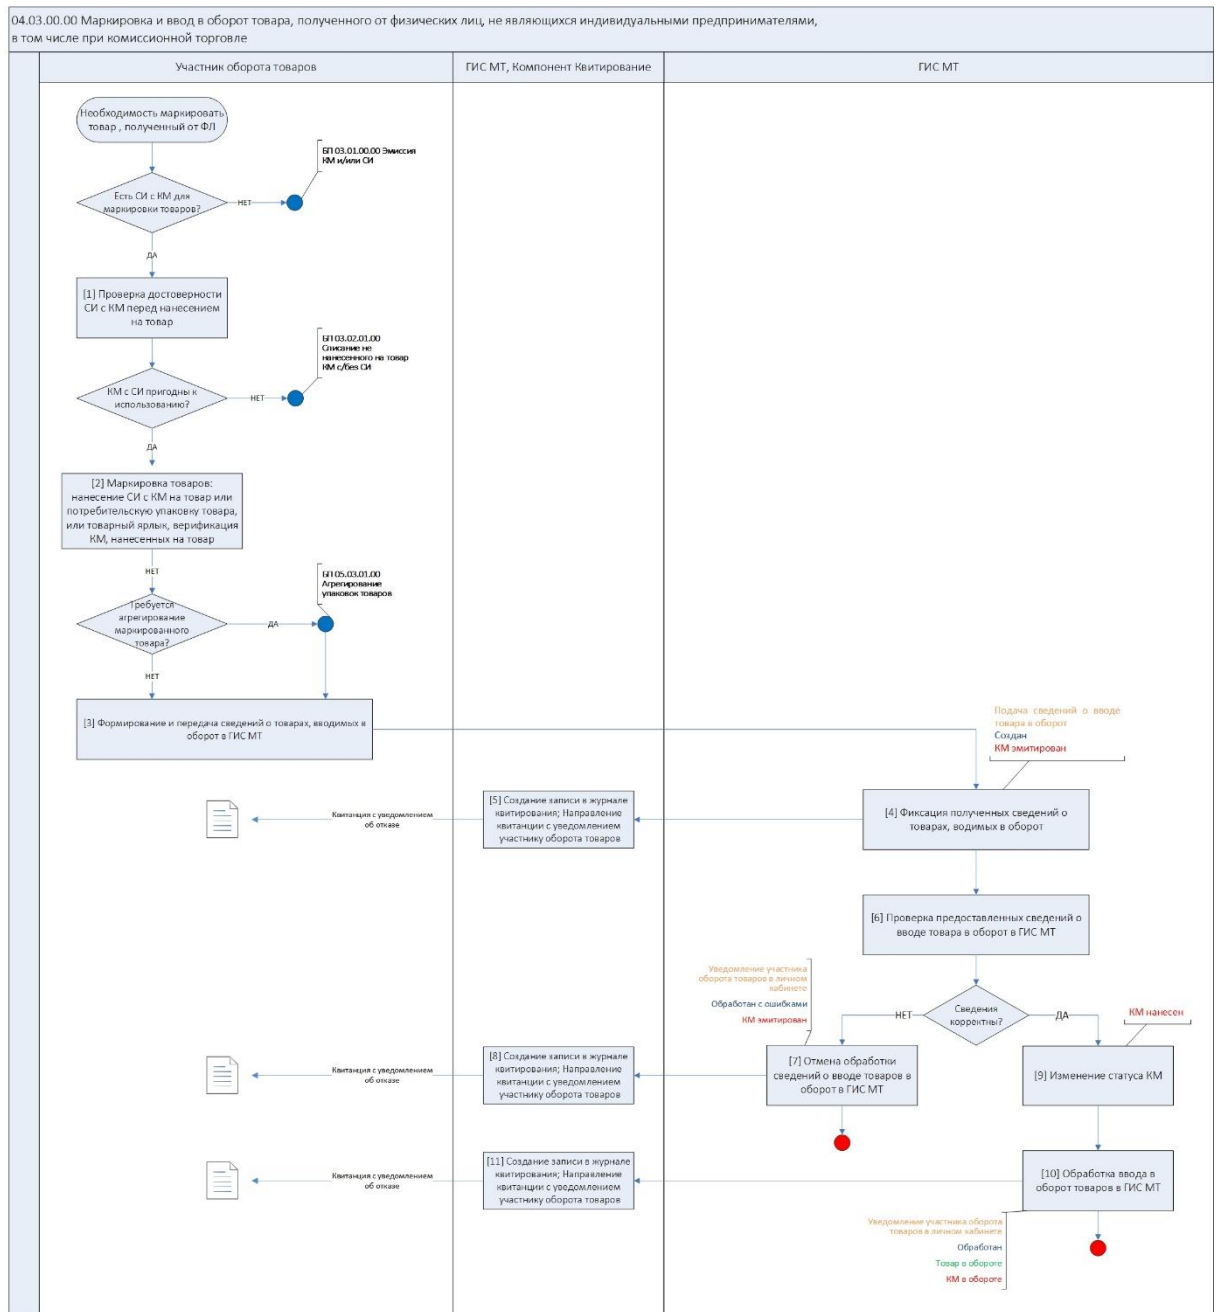 04.03.00.00 Маркировка и ввод в оборот товара, полученного от физических лиц, не являющихся индивидуальными предпринимателями,
в том числе при комиссионной торговле
Участник оборота товаров
ГИС МТ, Компонент Квитирование
ГИС МТ
Необходимость маркировать
товар , полученный от ФЛ
БП 03.01.00.00 Эмиссия
КМ и/или СИ
Есть СИ с КМ для
маркировки товаров?
НЕТ
ДА
[1] Проверка достоверности
СИ с КМ перед нанесением
на товар
БП 03.02.01.00
Списание не
нанесенного на товар
КМ с/без СИ
КМ с СИ пригодны к
использованию?
НЕТ
ДА
[2] Маркировка товаров:
нанесение СИ с КМ на товар или
потребительскую упаковку товара,
или товарный ярлык, верификация
КМ, нанесенных на товар
НЕТ
БП 05.03.01.00
Агрегирование
упаковок товаров
Требуется
агрегирование
маркированного
товара?
ДА
НЕТ
[3] Формирование и передача сведений о товарах, вводимых в
оборот в ГИС МТ
Подача сведений о вводе
товара в оборот
Создан
КМ эмитирован
[4] Фиксация полученных сведений о
товарах, водимых в оборот
[5] Создание записи в журнале
квитирования; Направление
квитанции с уведомлением
участнику оборота товаров
Квитанция с уведомлением
об отказе
[6] Проверка предоставленных сведений о
вводе товара в оборот в ГИС МТ
Уведомление участника
оборота товаров в личном
кабинете
Обработан с ошибками
КМ эмитирован
Сведения
корректны?
НЕТ
ДА
КМ нанесен
[7] Отмена обработки
сведений о вводе товаров в
оборот в ГИС МТ
[8] Создание записи в журнале
квитирования; Направление
квитанции с уведомлением
участнику оборота товаров
Квитанция с уведомлением
об отказе
[9] Изменение статуса КМ
[10] Обработка ввода в
оборот товаров в ГИС МТ
[11] Создание записи в журнале
квитирования; Направление
квитанции с уведомлением
участнику оборота товаров
Квитанция с уведомлением
об отказе
Уведомление участника оборота
товаров в личном кабинете
Обработан
Товар в обороте
КМ в обороте